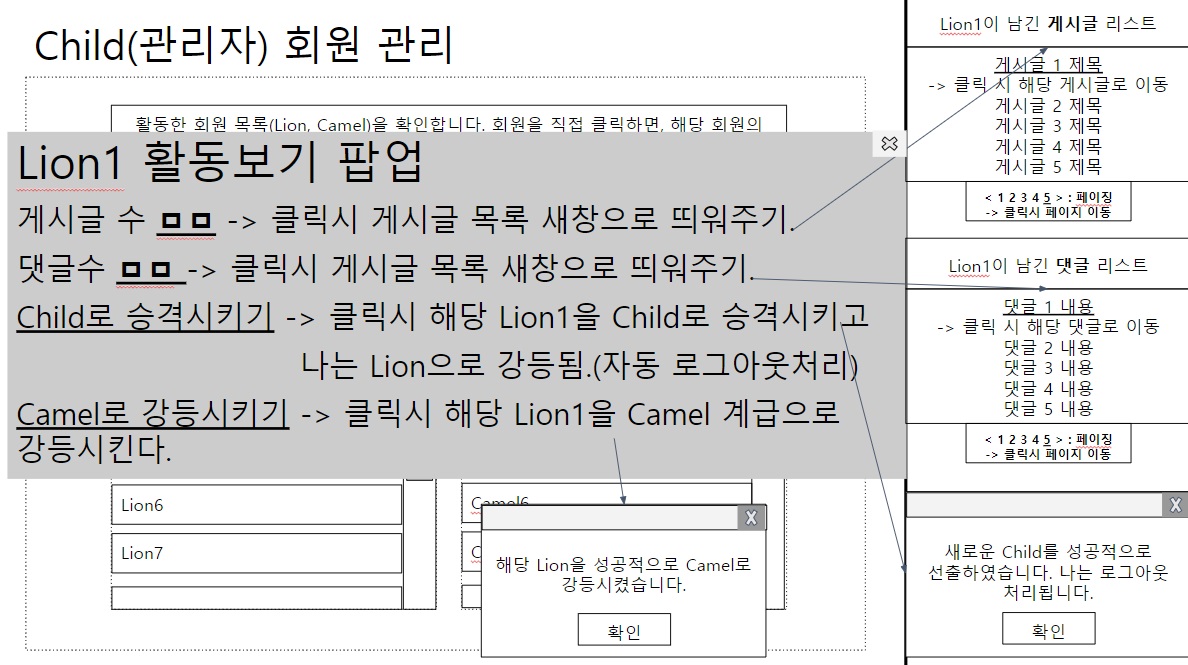 Child(관리자) 회원 관리
활동한 회원 목록(Lion, Camel)을 확인합니다. 회원을 직접 클릭하면, 해당 회원의
Lion1 활동보기 팝업
게시글 수 ㅁㅁ -> 클릭시 게시글 목록 새창으로 띄워주기.
댓글수 ㅁㅁ -> 클릭시 게시글 목록 새창으로 띄워주기.
Child로 승격시키기 -> 클릭시 해당 Lion1을 Child로 승격시키고
나는 Lion으로 강등됨.(자동 로그아웃처리)
Camel로 강등시키기 -> 클릭시 해당 Lion1을 Camel 계급으로
강등시킨다.
Lion6
Camel6
Lion7
X
해당 Lion을 성공적으로 Camel로
강등시켰습니다.
확인
Lion1이 남긴 게시글 리스트
게시글 1 제목
-> 클릭 시 해당 게시글로 이동
게시글 2 제목
게시글 3 제목
게시글 4 제목
게시글 5 제목
< 1 2 3 4 5 > : 페이징
-> 클릭시 페이지 이동
Lion1이 남긴 댓글 리스트
댓글 1 내용
-> 클릭 시 해당 댓글로 이동
댓글 2 내용
댓글 3 내용
댓글 4 내용
댓글 5 내용
< 1 2 3 4 5 > : 페이징
-> 클릭시 페이지 이동
X
새로운 Child를 성공적으로
선출하였습니다. 나는 로그아웃
처리됩니다.
확인